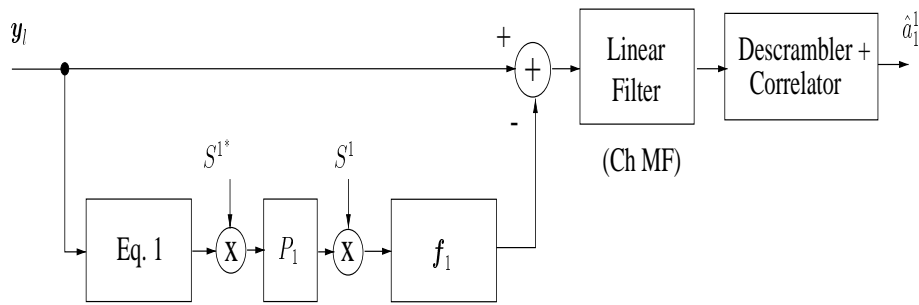 y_l
+
+
-
Linear
Filter
(Ch MF)
Descrambler +
Correlator
â_1^1
S^{1*}
S^1
Eq. 1
X
P_1
X
f_1